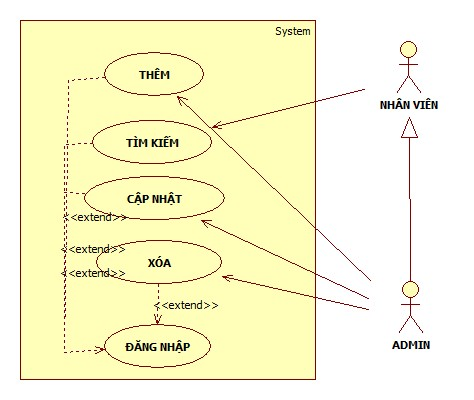 System
THÊM
NHÂN VIÊN
TÌM KIẾM
CẬP NHẬT
<<extend>>
<<extend>>
XÓA
<<extend>>
<<extend>>
ĐĂNG NHẬP
ADMIN